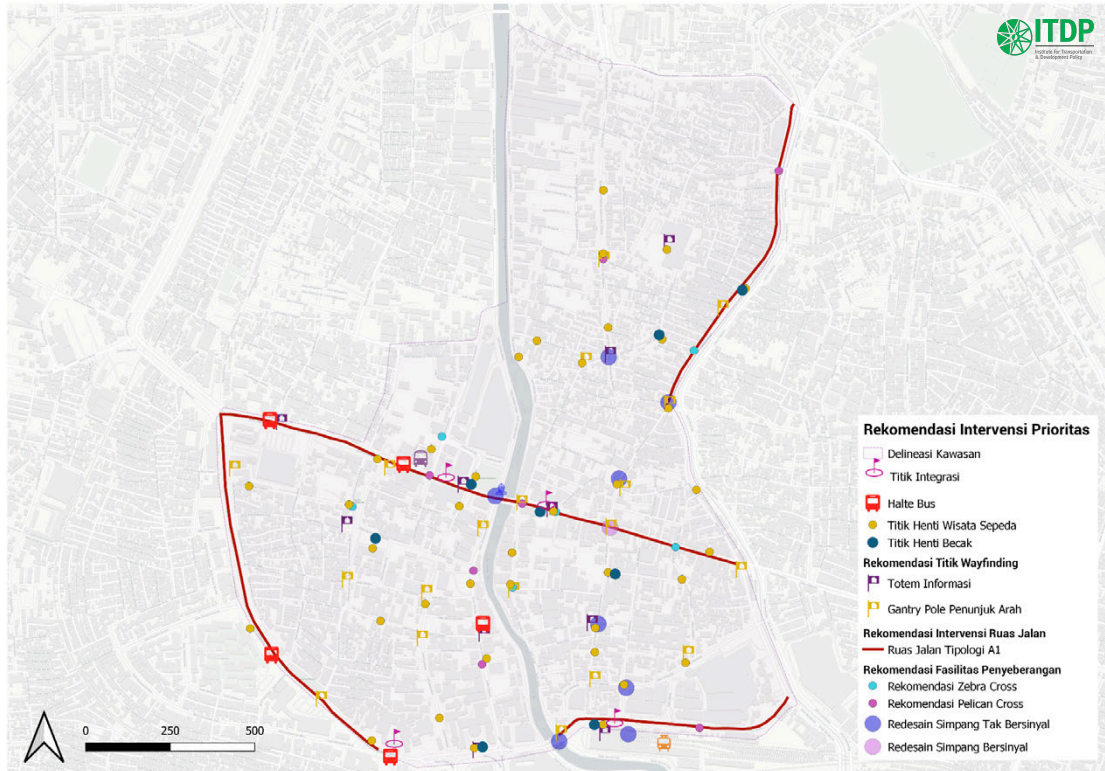 ITDP
Institute for Transportation
& Development Policy
Rekomendasi Intervensi Prioritas
Delineasi Kawasan
Titik Integrasi
Halte Bus
Titik Henti Wisata Sepeda
Titik Henti Becak
Rekomendasi Titik Wayfinding
Totem Informasi
Gantry Pole Penunjuk Arah
Rekomendasi Intervensi Ruas Jalan
Ruas Jalan Tipologi A1
Rekomendasi Fasilitas Penyeberangan
Rekomendasi Zebra Cross
Rekomendasi Pelican Cross
Redesain Simpang Tak Bersinyal
Redesain Simpang Bersinyal
0 250 500